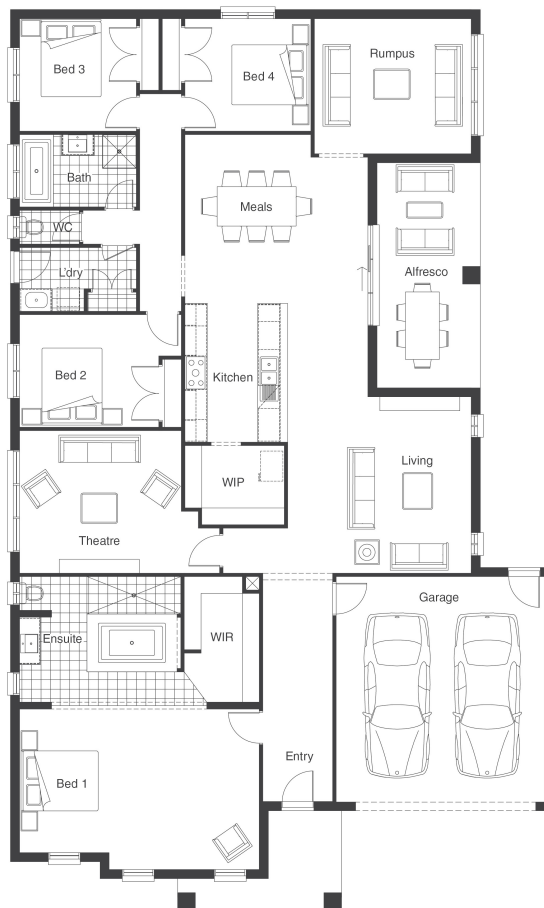 Bed 3
Bed 4
Rumpus
Bath
Meals
WC
L'dry
Alfresco
Bed 2
Kitchen
Living
WIP
Theatre
Garage
Ensuite
WIR
Entry
Bed 1